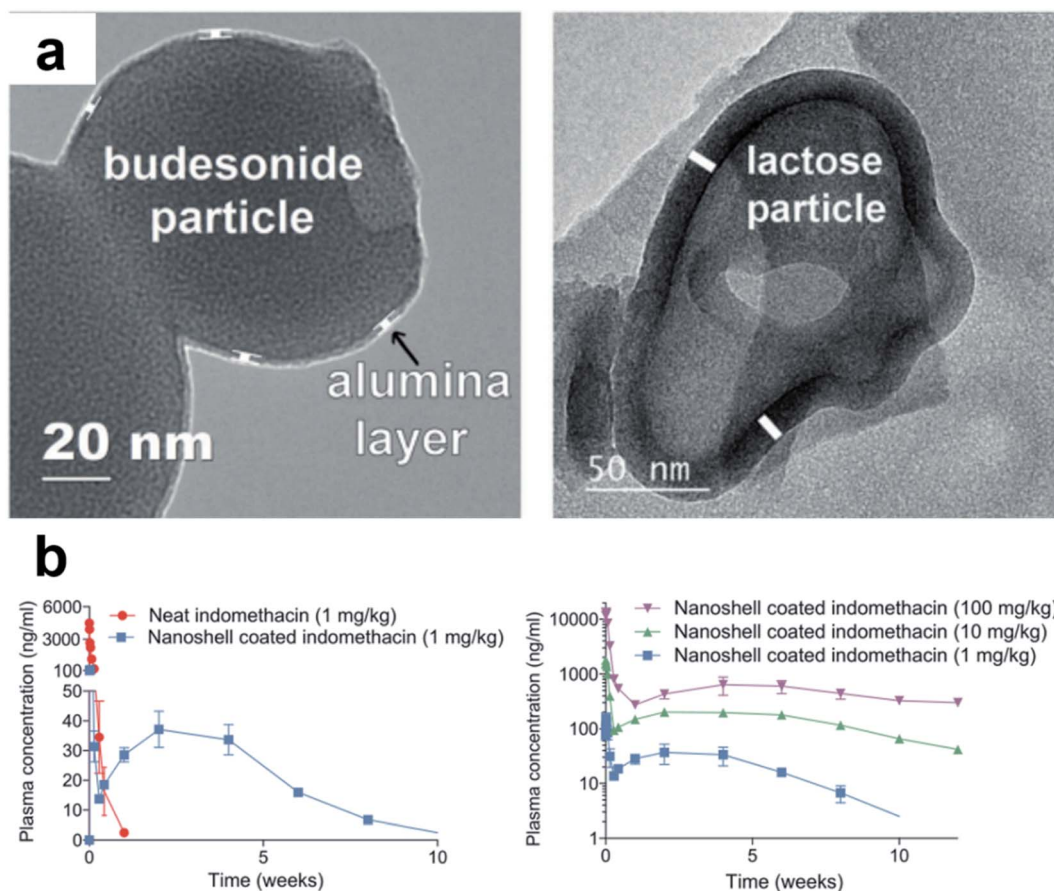 a
budesonide
particle
alumina
layer
20 nm
lactose
particle
50 nm
b
6000
3000
100
50
40
30
20
10
0
Plasma concentration (ng/ml)
Neat indomethacin (1 mg/kg)
Nanoshell coated indomethacin (1 mg/kg)
0 5 10
Time (weeks)
10000
1000
100
10
1
Plasma concentration (ng/ml)
Nanoshell coated indomethacin (100 mg/kg)
Nanoshell coated indomethacin (10 mg/kg)
Nanoshell coated indomethacin (1 mg/kg)
0 5 10
Time (weeks)